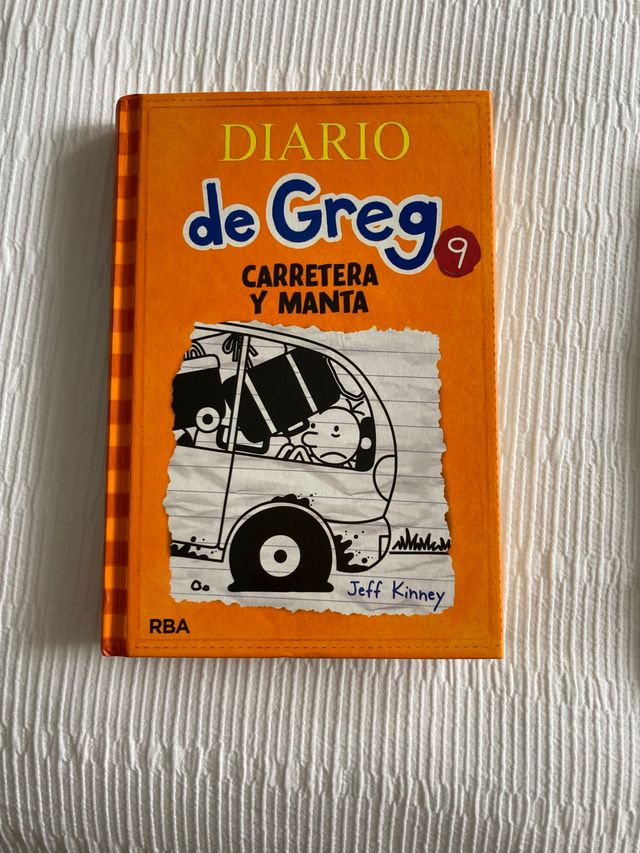 DIARIO
de Greg
9
CARRETERA
Y MANTA
Jeff Kinney
RBA